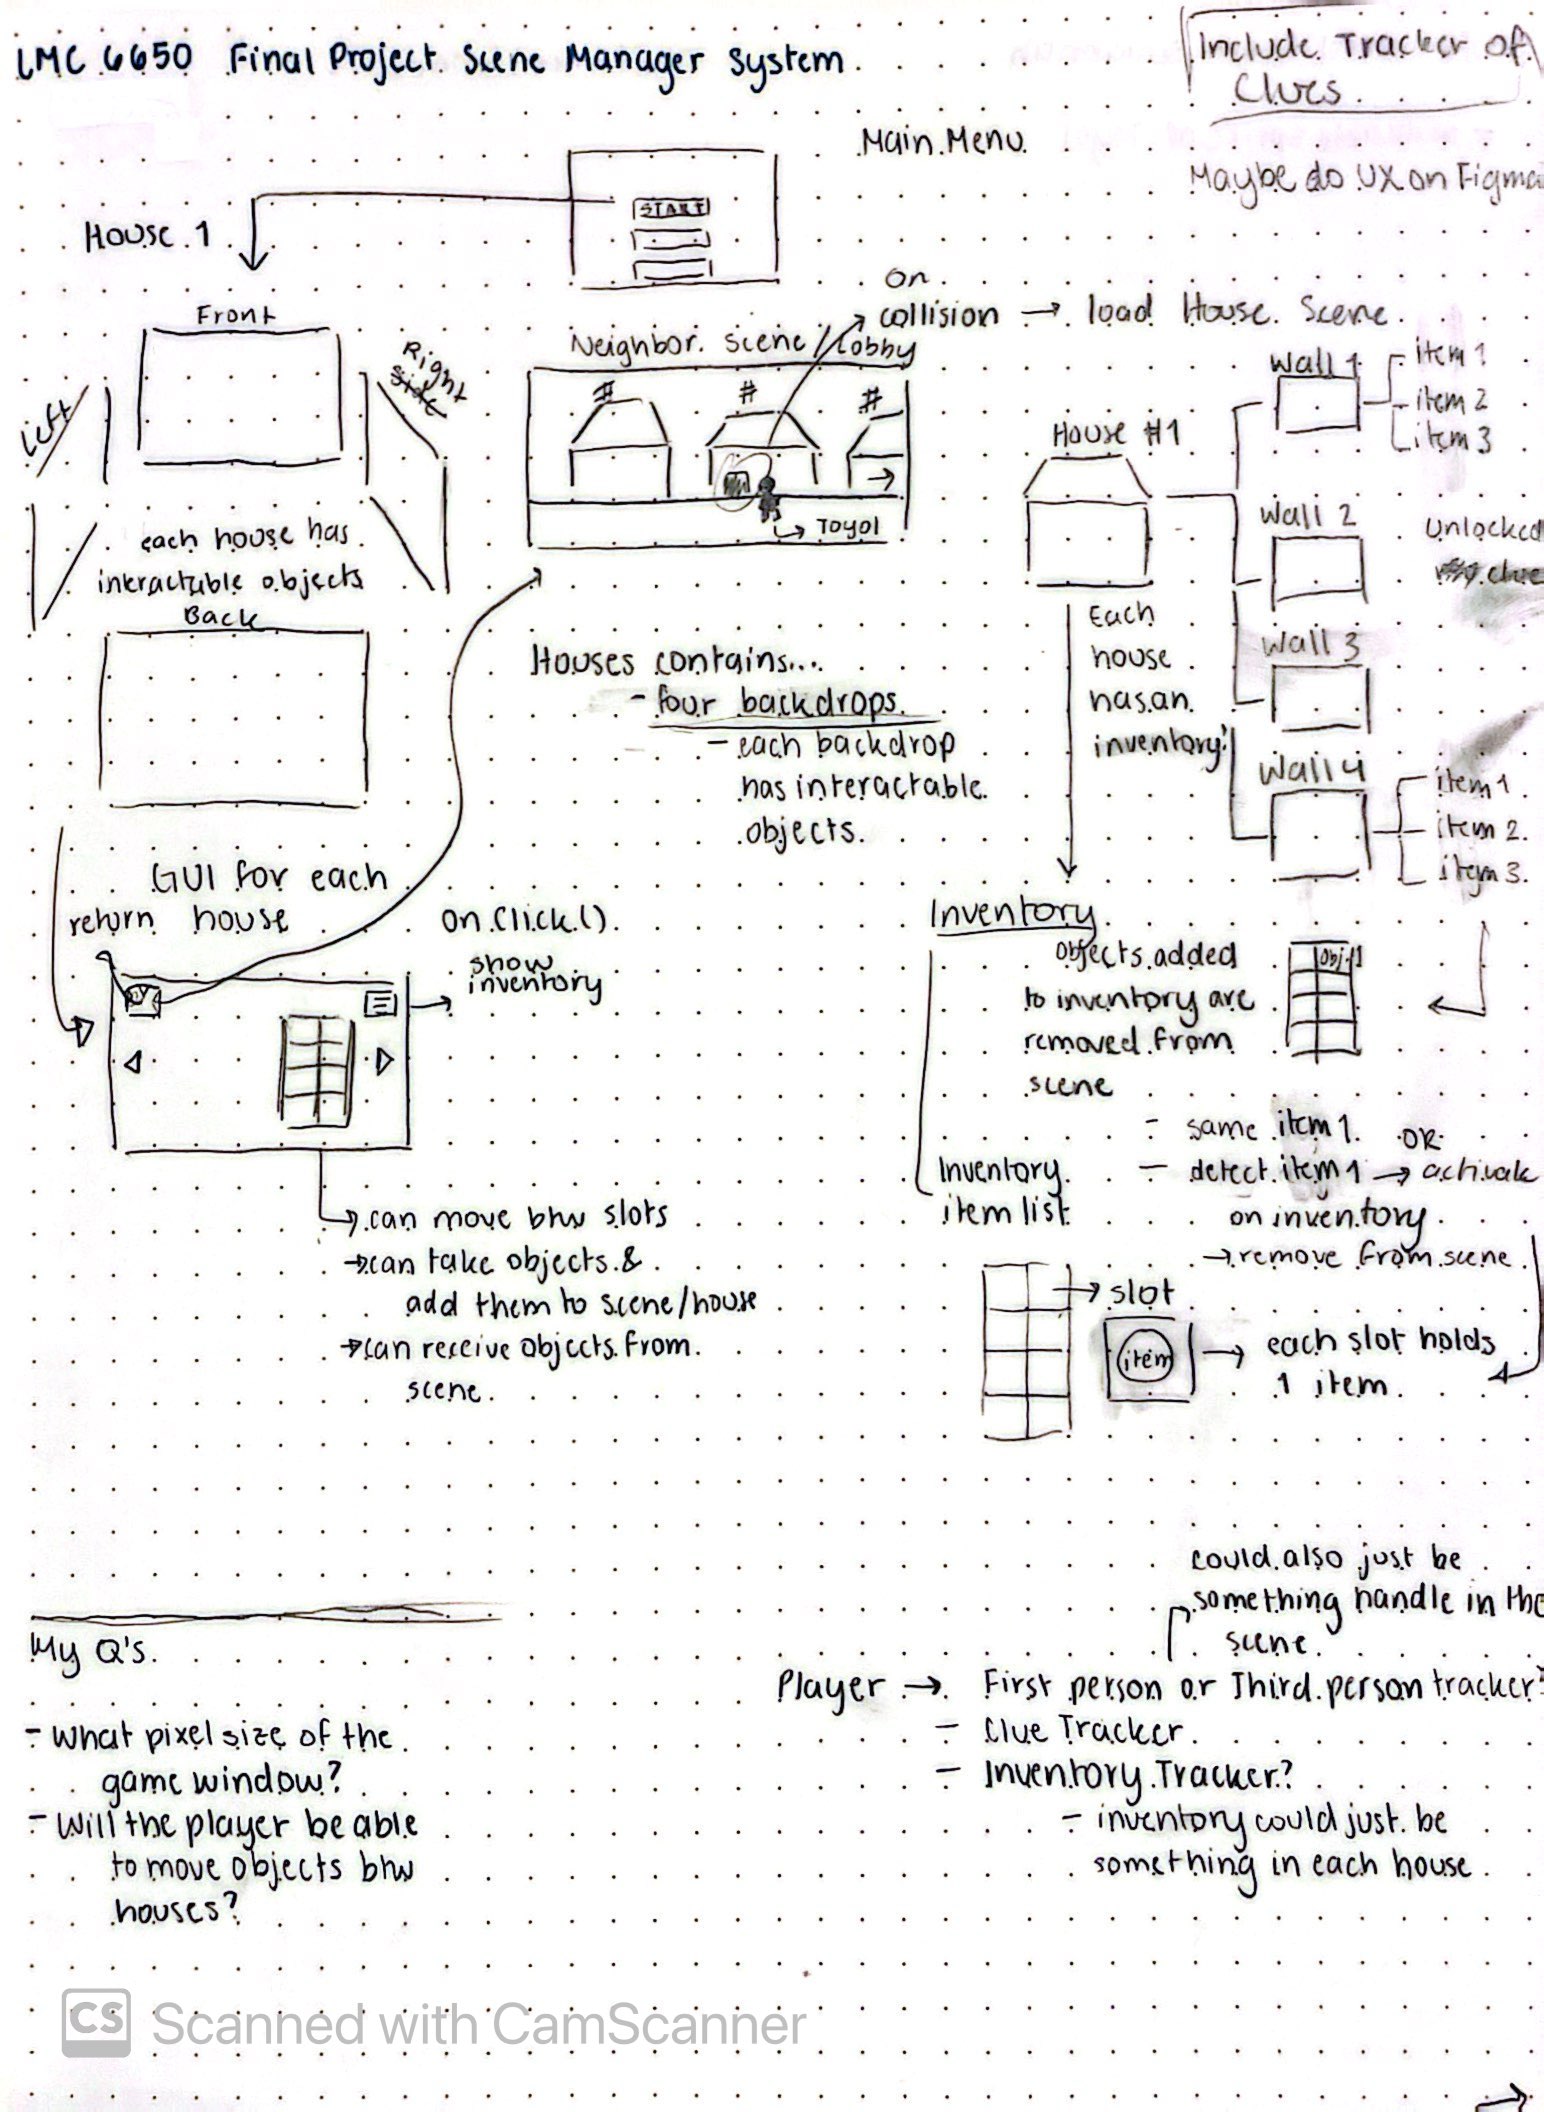 LMC 6650 Final Project Scene Manager System
Include Tracker of
Clues
Maybe do UX on Figma
Main Menu
START
House 1
Front
Left
Right
side
each house has
interactable objects
Back
Neighbor scene/Lobby
# # #
Toyol
on
collision → load House Scene
House #1
Wall 1
item 1
item 2
item 3
Wall 2
Unlocked
clue
Wall 3
Wall 4
item 1
item 2
item 3
Each
house
has an
inventory!
Houses contains...
- four backdrops
- each backdrop
has interactable
objects.
GUI for each
house
return
on.Click()
show
inventory
→ can move btw slots
→ can take objects &
add them to scene/house
→ can receive objects from
scene
Inventory
objects added
to inventory are
removed from
scene
Obj 1
- same item 1 OR
- detect item 1 → activate
on inventory
→ remove from scene
Inventory
item list
→ slot
item
→ each slot holds
1 item
My Q's
- What pixel size of the
game window?
- Will the player be able
to move objects btw
houses?
could also just be
something handle in the
scene
Player → First person or Third person tracker?
- Clue Tracker
- Inventory Tracker?
- inventory could just be
something in each house
CS Scanned with CamScanner